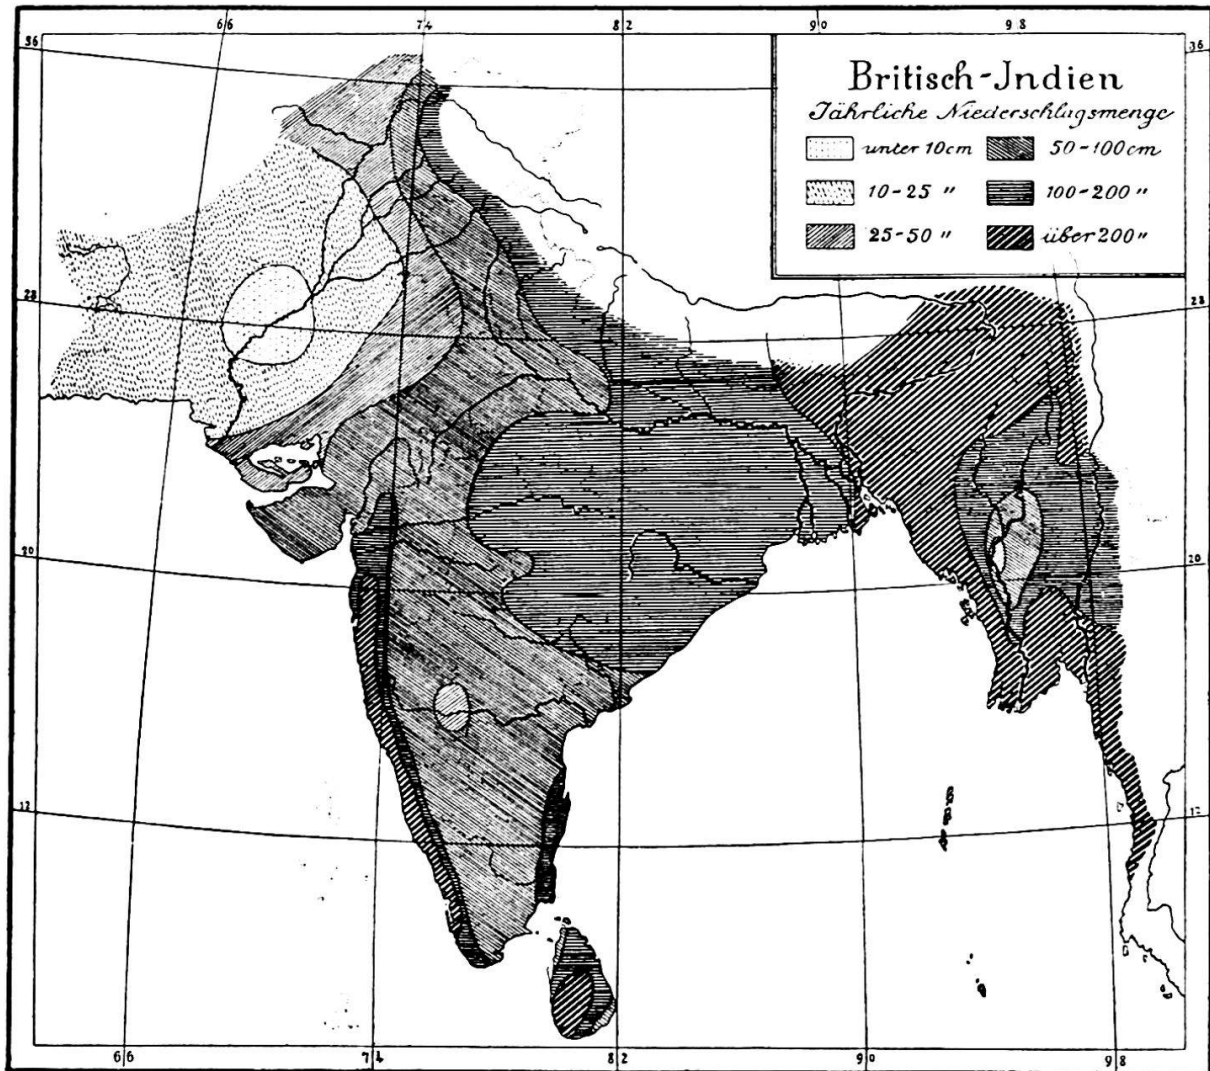 66 74 82 90 98
36 36
Britisch-Jndien
Jährliche Niederschlagsmenge
unter 10cm 50-100cm
10-25 " 100-200 "
25-50 " über 200 "
28 28
20 20
12 12
66 74 82 90 98